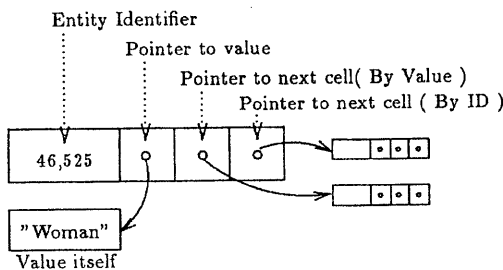 Entity Identifier
Pointer to value
Pointer to next cell( By Value )
Pointer to next cell ( By ID )
46,525
"Woman"
Value itself